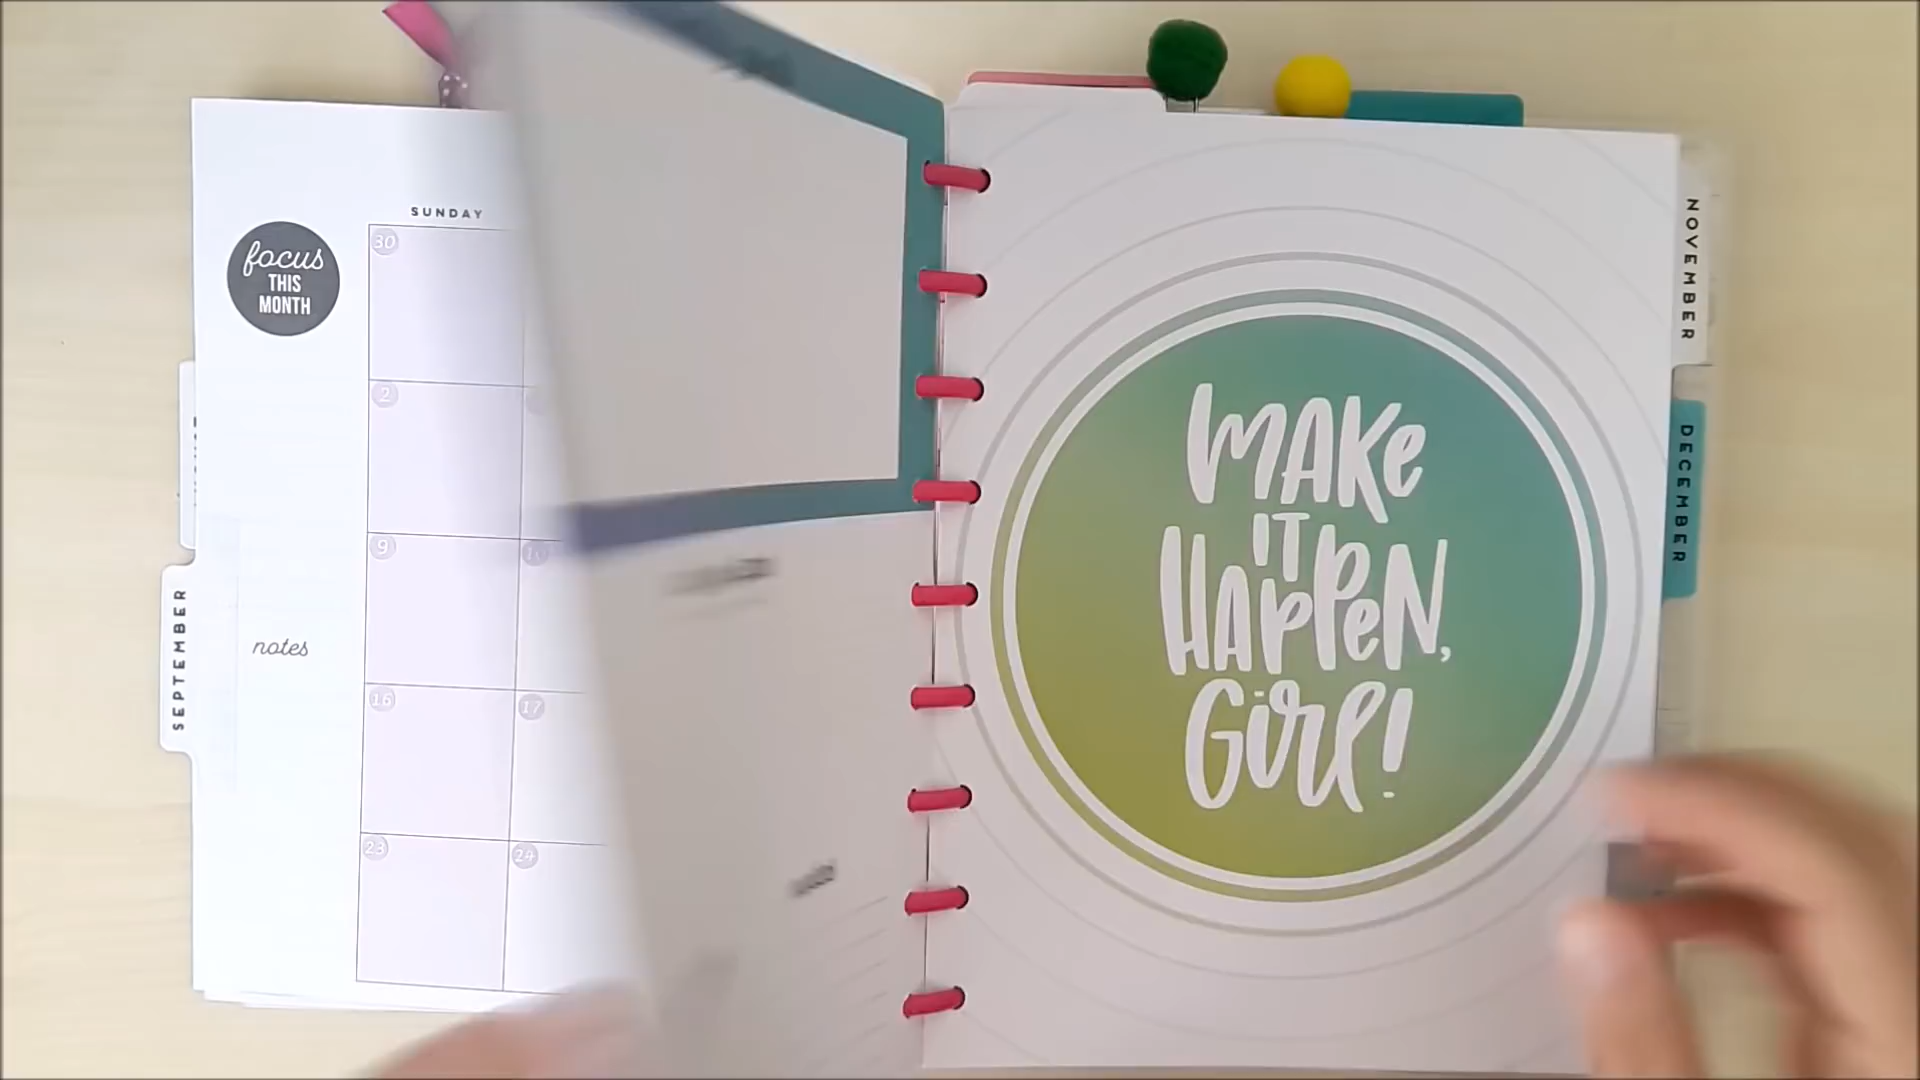 SUNDAY
focus
THIS
MONTH
30
2
9
16
17
notes
23
24
SEPTEMBER
MAKe
IT
HAPPeN,
Girl!
NOVEMBER
DECEMBER